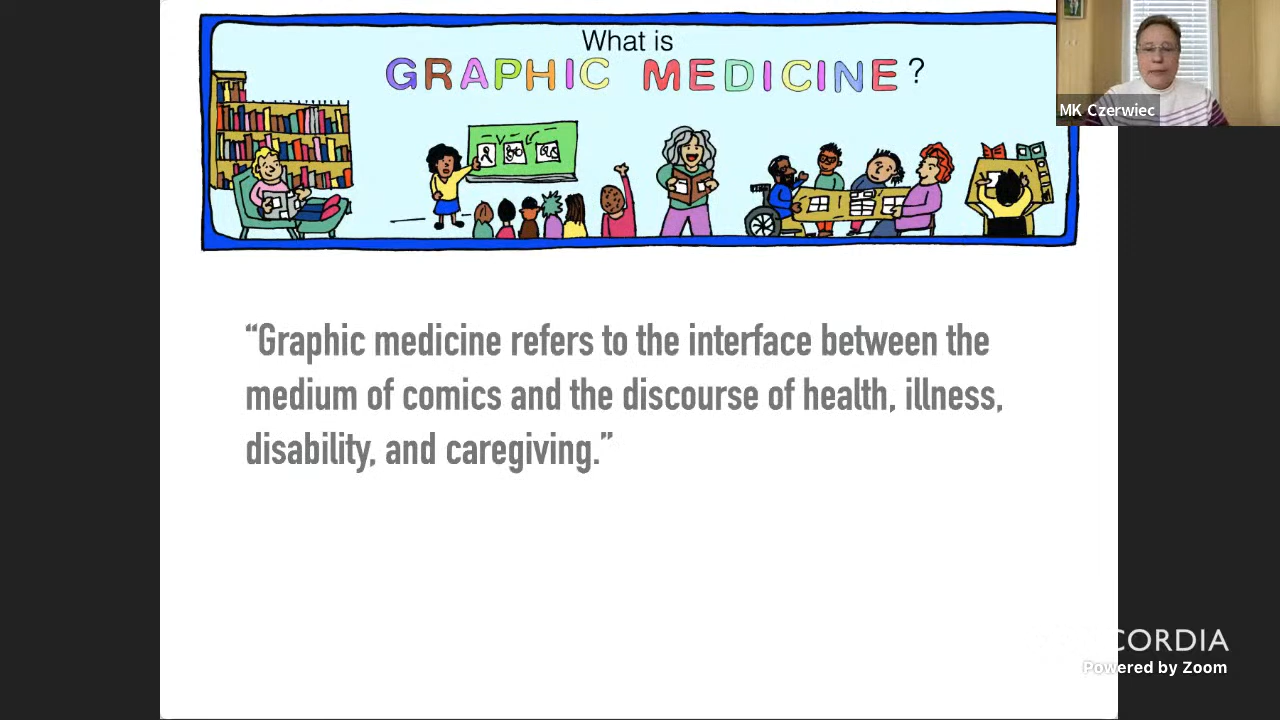 What is
GRAPHIC MEDICINE?
MK Czerwiec
“Graphic medicine refers to the interface between the
medium of comics and the discourse of health, illness,
disability, and caregiving.”
CORDIA
Powered by Zoom